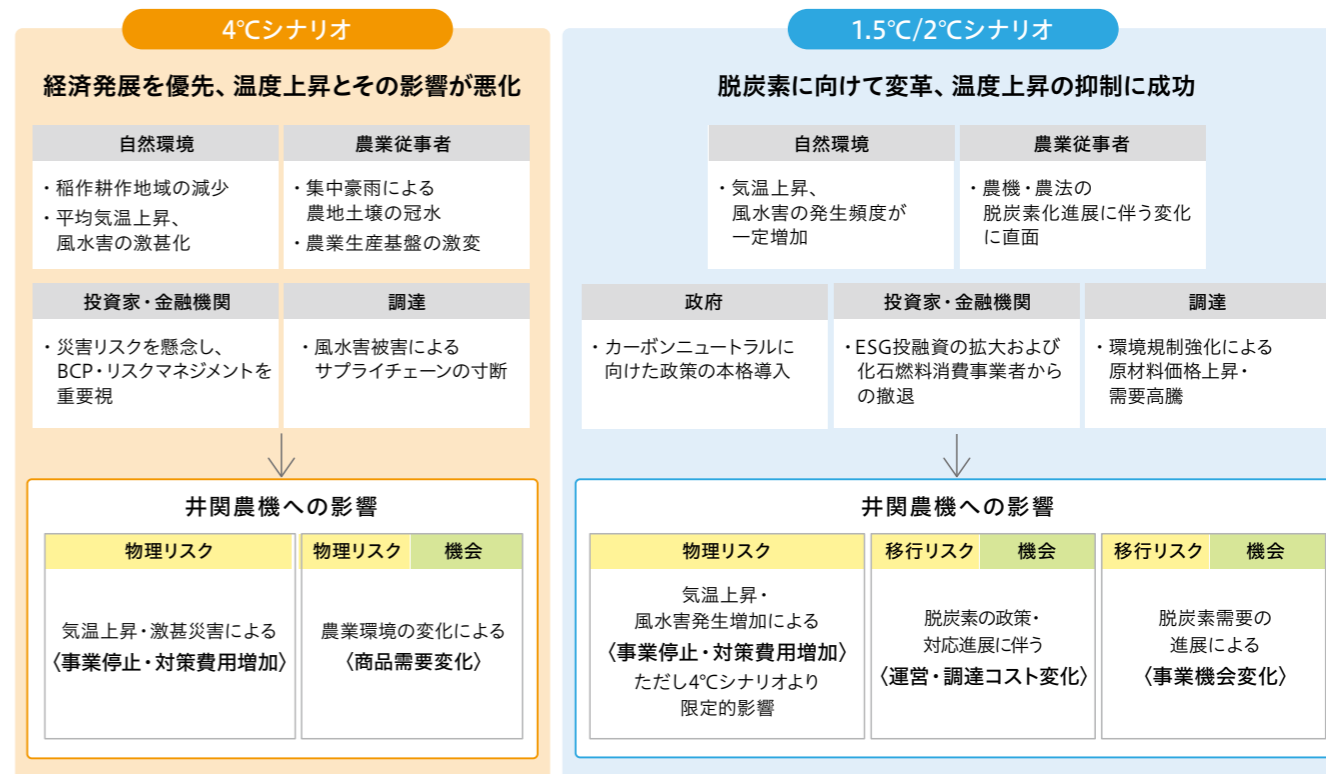 4℃シナリオ
経済発展を優先、温度上昇とその影響が悪化
自然環境
・稲作耕作地域の減少
・平均気温上昇、
風水害の激甚化
農業従事者
・集中豪雨による
農地土壌の冠水
・農業生産基盤の激変
投資家・金融機関
・災害リスクを懸念し、
BCP・リスクマネジメントを
重要視
調達
・風水害被害による
サプライチェーンの寸断
井関農機への影響
物理リスク
気温上昇・激甚災害による
〈事業停止・対策費用増加〉
物理リスク 機会
農業環境の変化による
〈商品需要変化〉
1.5℃/2℃シナリオ
脱炭素に向けて変革、温度上昇の抑制に成功
自然環境
・気温上昇、
風水害の発生頻度が
一定増加
農業従事者
・農機・農法の
脱炭素化進展に伴う変化
に直面
政府
・カーボンニュートラルに
向けた政策の本格導入
投資家・金融機関
・ESG投融資の拡大および
化石燃料消費事業者から
の撤退
調達
・環境規制強化による
原材料価格上昇・
需要高騰
井関農機への影響
物理リスク
気温上昇・
風水害発生増加による
〈事業停止・対策費用増加〉
ただし4℃シナリオより
限定的影響
移行リスク 機会
脱炭素の政策・
対応進展に伴う
〈運営・調達コスト変化〉
移行リスク 機会
脱炭素需要の
進展による
〈事業機会変化〉